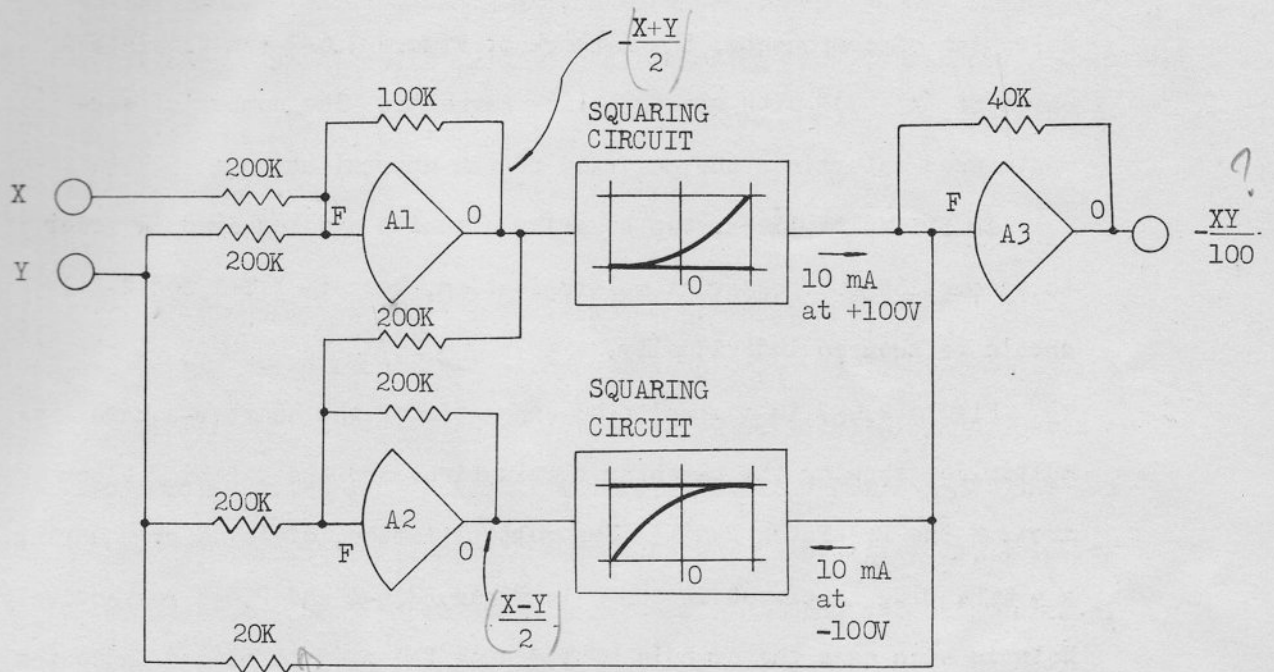 -(X+Y
2)
100K
SQUARING
CIRCUIT
40K
200K
X
F
A1
O
F
A3
O
?
-XY
100
200K
Y
O
10 mA
at +100V
200K
200K
SQUARING
CIRCUIT
200K
A2
F
O
O
10 mA
at
-100V
(X-Y
2)
20K